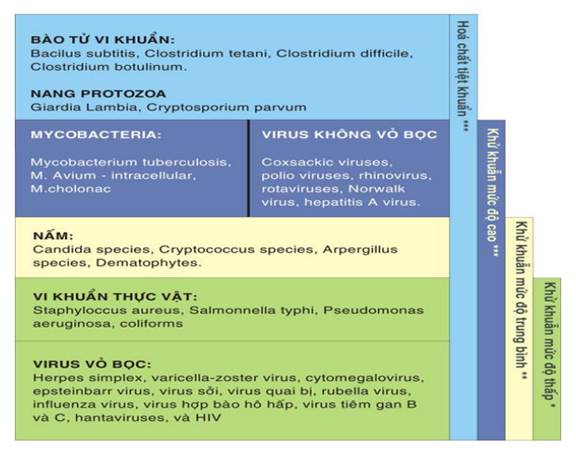 BÀO TỬ VI KHUẨN:
Bacilus subtitis, Clostridium tetani, Clostridium difficile,
Clostridium botulinum.
NANG PROTOZOA
Giardia Lambia, Cryptosporium parvum
MYCOBACTERIA:
Mycobacterium tuberculosis,
M. Avium - intracellular,
M.cholonac
VIRUS KHÔNG VỎ BỌC
Coxsackic viruses,
polio viruses, rhinovirus,
rotaviruses, Norwalk
virus, hepatitis A virus.
NẤM:
Candida species, Cryptococcus species, Arpergillus
species, Dematophytes.
VI KHUẨN THỰC VẬT:
Staphyloccus aureus, Salmonnella typhi, Pseudomonas
aeruginosa, coliforms
VIRUS VỎ BỌC:
Herpes simplex, varicella-zoster virus, cytomegalovirus,
epsteinbarr virus, virus sởi, virus quai bị, rubella virus,
influenza virus, virus hợp bào hô hấp, virus tiêm gan B
và C, hantaviruses, và HIV
Hoá chất tiệt khuẩn ***
Khử khuẩn mức độ cao ***
Khử khuẩn mức độ trung bình **
Khử khuẩn mức độ thấp *